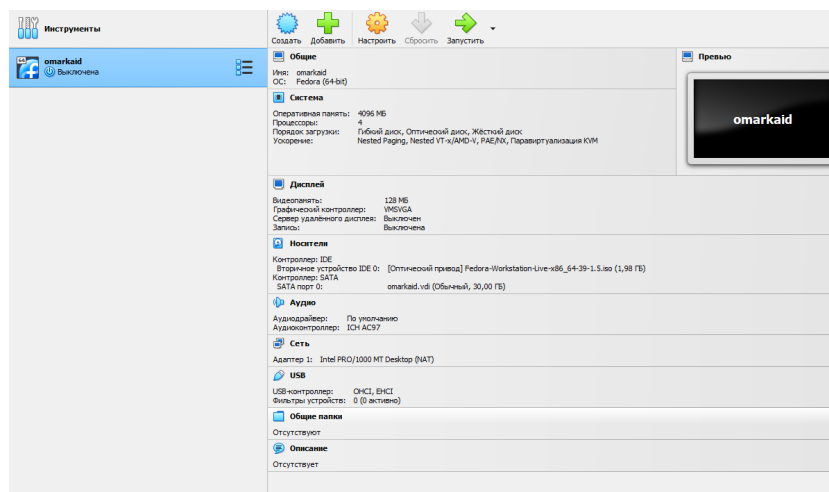 Инструменты
Создать Добавить Настроить Сбросить Запустить
64
omarkaid
Выключена
Общие
Имя: omarkaid
ОС: Fedora (64-bit)
Превью
omarkaid
Система
Оперативная память: 4096 МБ
Процессоры: 4
Порядок загрузки: Гибкий диск, Оптический диск, Жёсткий диск
Ускорение: Nested Paging, Nested VT-x/AMD-V, PAE/NX, Паравиртуализация KVM
Дисплей
Видеопамять: 128 МБ
Графический контроллер: VMSVGA
Сервер удалённого дисплея: Выключен
Запись: Выключена
Носители
Контроллер: IDE
Вторичное устройство IDE 0: [Оптический привод] Fedora-Workstation-Live-x86_64-39-1.5.iso (1,98 ГБ)
Контроллер: SATA
SATA порт 0: omarkaid.vdi (Обычный, 30,00 ГБ)
Аудио
Аудиодрайвер: По умолчанию
Аудиоконтроллер: ICH AC97
Сеть
Адаптер 1: Intel PRO/1000 MT Desktop (NAT)
USB
USB-контроллер: OHCI, EHCI
Фильтры устройств: 0 (0 активно)
Общие папки
Отсутствуют
Описание
Отсутствует